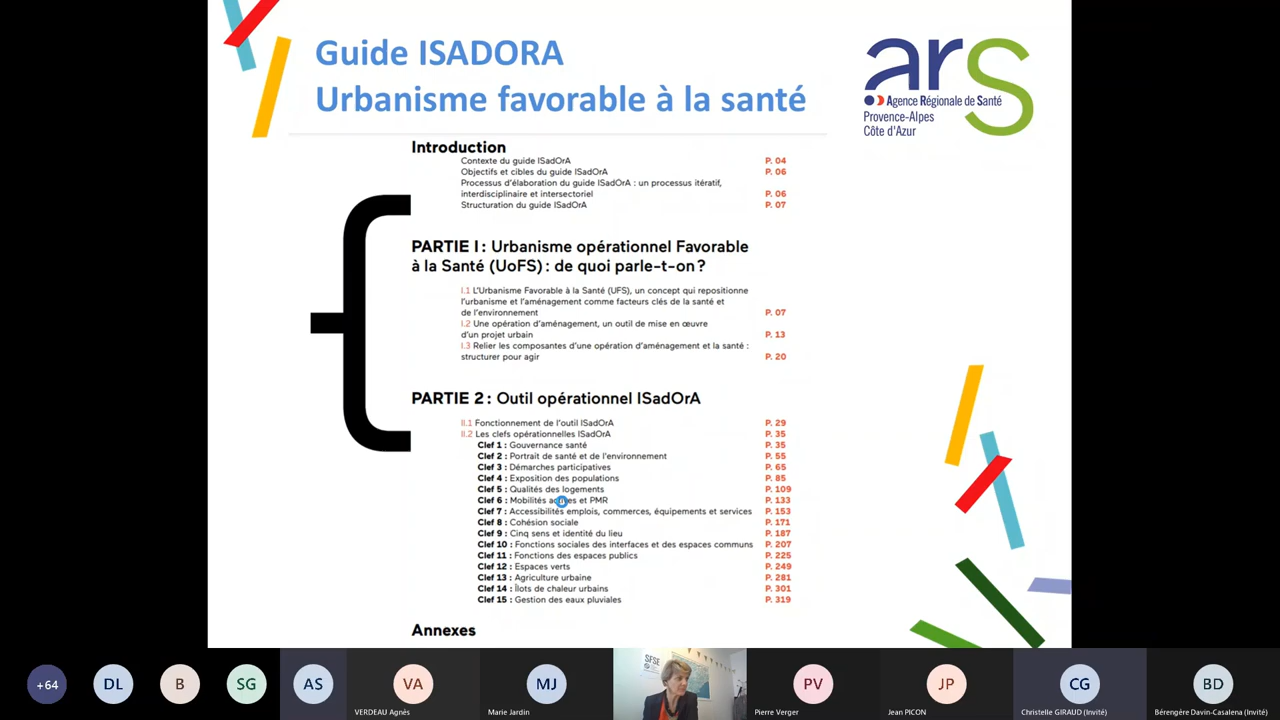 Guide ISADORA
Urbanisme favorable à la santé
ars
Agence Régionale de Santé
Provence-Alpes
Côte d'Azur
Introduction
Contexte du guide ISadOrA P. 04
Objectifs et cibles du guide ISadOrA P. 06
Processus d'élaboration du guide ISadOrA : un processus itératif,
interdisciplinaire et intersectoriel P. 06
Structuration du guide ISadOrA P. 07
PARTIE I : Urbanisme opérationnel Favorable
à la Santé (UoFS) : de quoi parle-t-on ?
I.1 L'Urbanisme Favorable à la Santé (UFS), un concept qui repositionne
l'urbanisme et l'aménagement comme facteurs clés de la santé et
de l'environnement P. 07
I.2 Une opération d'aménagement, un outil de mise en œuvre
d'un projet urbain P. 13
I.3 Relier les composantes d'une opération d'aménagement et la santé :
structurer pour agir P. 20
PARTIE 2 : Outil opérationnel ISadOrA
II.1 Fonctionnement de l'outil ISadOrA P. 29
II.2 Les clefs opérationnelles ISadOrA P. 35
Clef 1 : Gouvernance santé P. 35
Clef 2 : Portrait de santé et de l'environnement P. 55
Clef 3 : Démarches participatives P. 65
Clef 4 : Exposition des populations P. 85
Clef 5 : Qualités des logements P. 109
Clef 6 : Mobilités actives et PMR P. 133
Clef 7 : Accessibilités emplois, commerces, équipements et services P. 153
Clef 8 : Cohésion sociale P. 171
Clef 9 : Cinq sens et identité du lieu P. 187
Clef 10 : Fonctions sociales des interfaces et des espaces communs P. 207
Clef 11 : Fonctions des espaces publics P. 225
Clef 12 : Espaces verts P. 249
Clef 13 : Agriculture urbaine P. 281
Clef 14 : Îlots de chaleur urbains P. 301
Clef 15 : Gestion des eaux pluviales P. 319
Annexes
+64
DL
B
SG
AS
VA
VERDEAU Agnès
MJ
Marie Jardin
SFSE
PV
Pierre Verger
JP
Jean PICON
CG
Christelle GIRAUD (Invité)
BD
Bérengère Davin-Casalena (Invité)